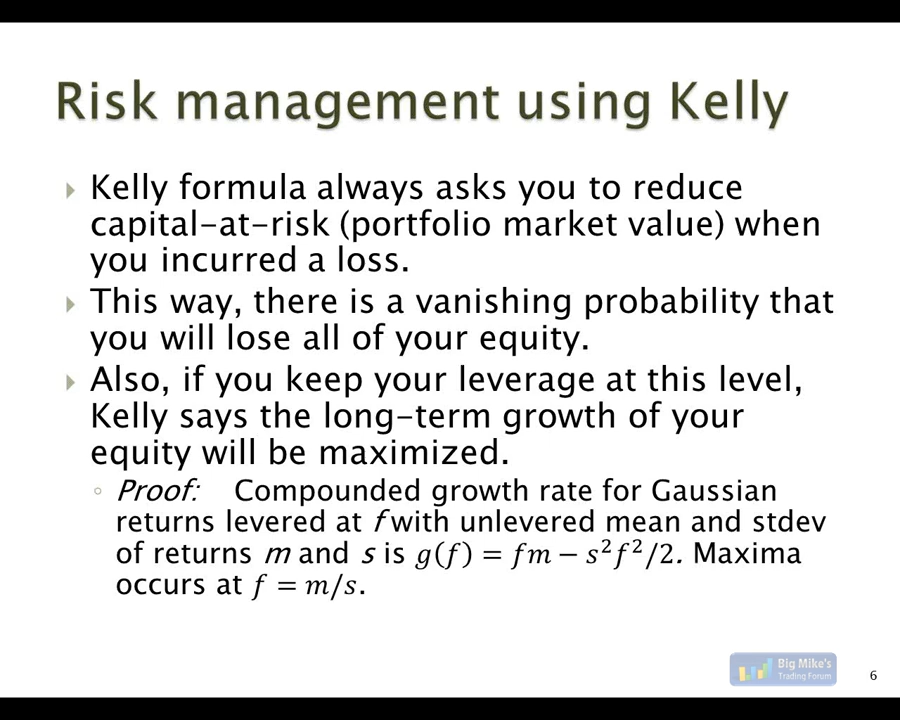 Risk management using Kelly
Kelly formula always asks you to reduce
capital-at-risk (portfolio market value) when
you incurred a loss.
This way, there is a vanishing probability that
you will lose all of your equity.
Also, if you keep your leverage at this level,
Kelly says the long-term growth of your
equity will be maximized.
Proof: Compounded growth rate for Gaussian
returns levered at f with unlevered mean and stdev
of returns m and s is g(f) = fm − s²f²/2. Maxima
occurs at f = m/s.
Big Mike's
Trading Forum
6